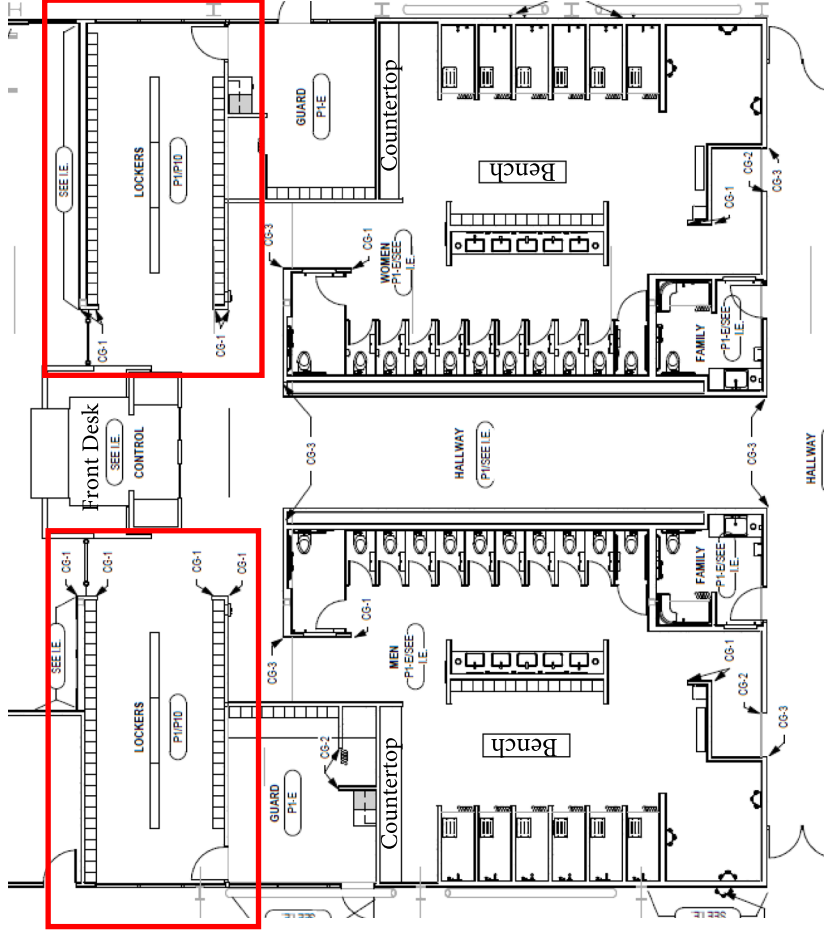 LOCKERS
P1/P10
SEE I.E.
CG-1
CG-1
GUARD
P1-E
Countertop
Bench
CG-3
CG-1
WOMEN
P1-E/SEE
I.E.
CG-1
CG-2
CG-3
FAMILY
P1-E/SEE
I.E.
Front Desk
SEE I.E.
CONTROL
CG-3
HALLWAY
P1/SEE I.E.
CG-3
HALLWAY
CG-1
CG-1
CG-1
CG-1
SEE I.E.
LOCKERS
P1/P10
CG-3
CG-1
MEN
P1-E/SEE
I.E.
FAMILY
P1-E/SEE
I.E.
CG-1
CG-2
CG-3
GUARD
P1-E
CG-2
Countertop
Bench